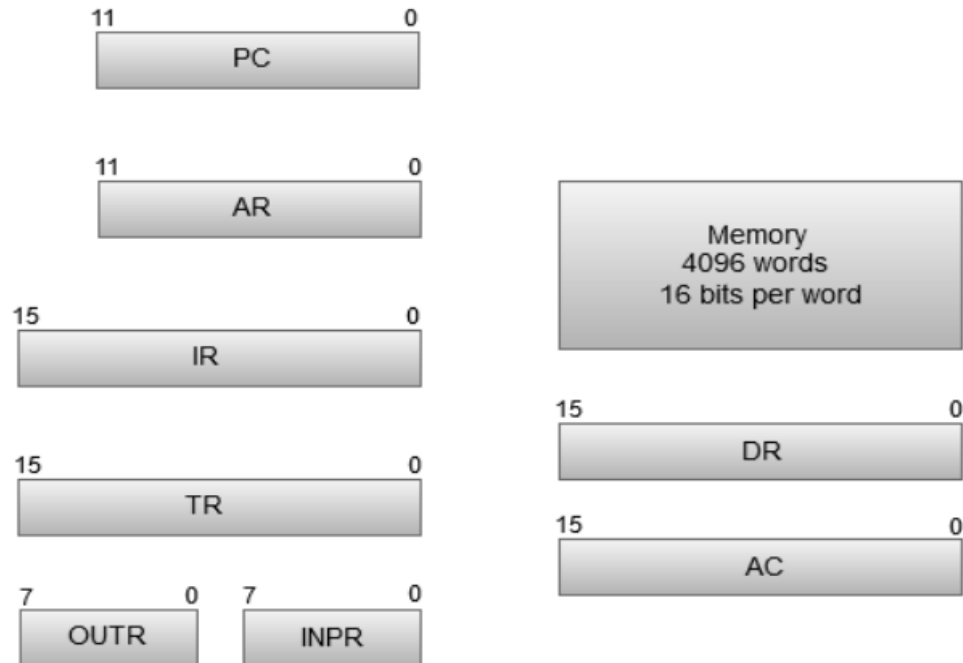 11 0
PC
11 0
AR
15 0
IR
15 0
TR
7 0
OUTR
7 0
INPR
Memory
4096 words
16 bits per word
15 0
DR
15 0
AC